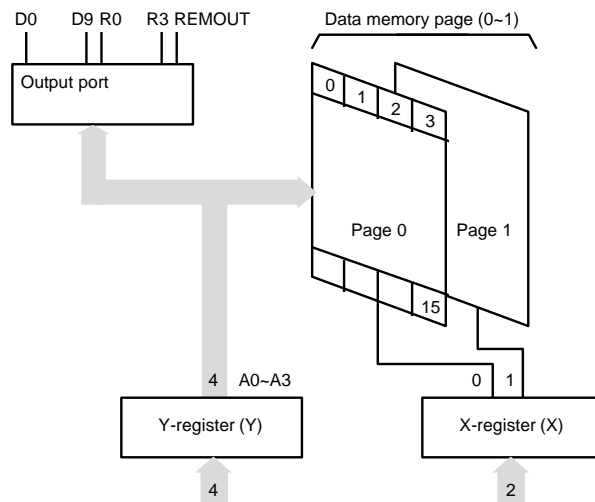 D0 D9 R0 R3 REMOUT
Data memory page (0~1)
Output port
0 1 2 3
Page 0 Page 1
15
4 A0~A3
0 1
Y-register (Y)
X-register (X)
4
2